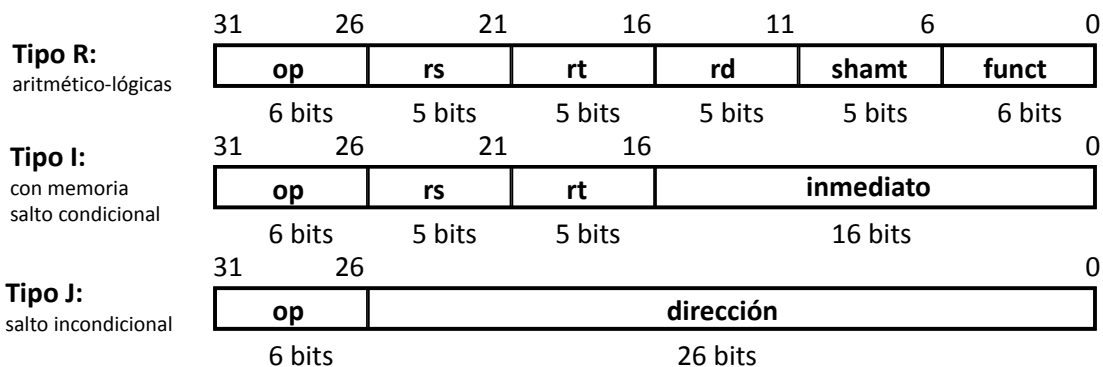 31 26 21 16 11 6 0
Tipo R:
aritmético-lógicas
op rs rt rd shamt funct
6 bits 5 bits 5 bits 5 bits 5 bits 6 bits
31 26 21 16 0
Tipo I:
con memoria
salto condicional
op rs rt inmediato
6 bits 5 bits 5 bits 16 bits
31 26 0
Tipo J:
salto incondicional
op dirección
6 bits 26 bits